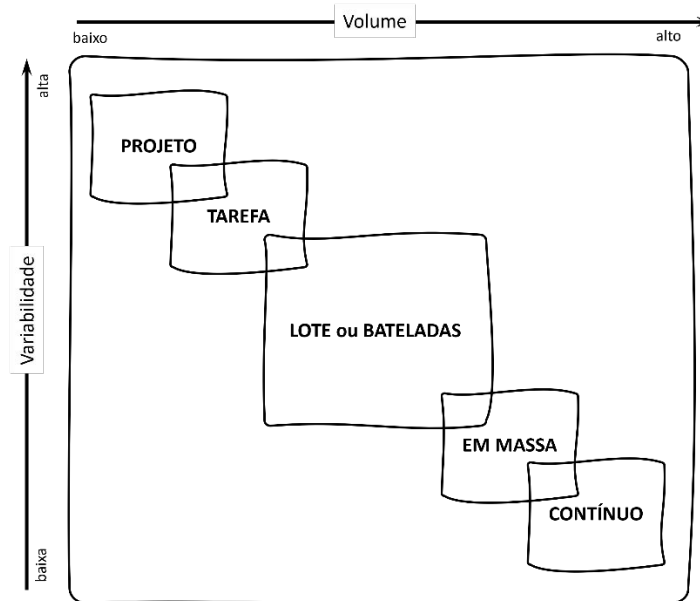 Volume
baixo
alto
alta
PROJETO
TAREFA
Variabilidade
LOTE ou BATELADAS
EM MASSA
CONTÍNUO
baixa